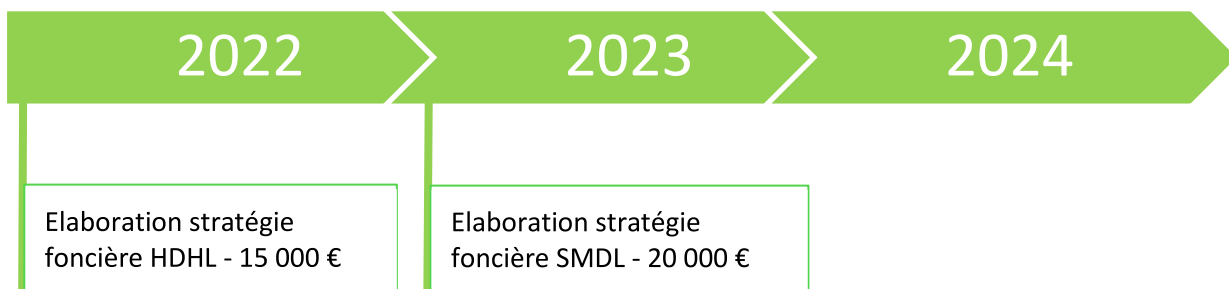 2022
2023
2024
Elaboration stratégie
foncière HDHL - 15 000 €
Elaboration stratégie
foncière SMDL - 20 000 €